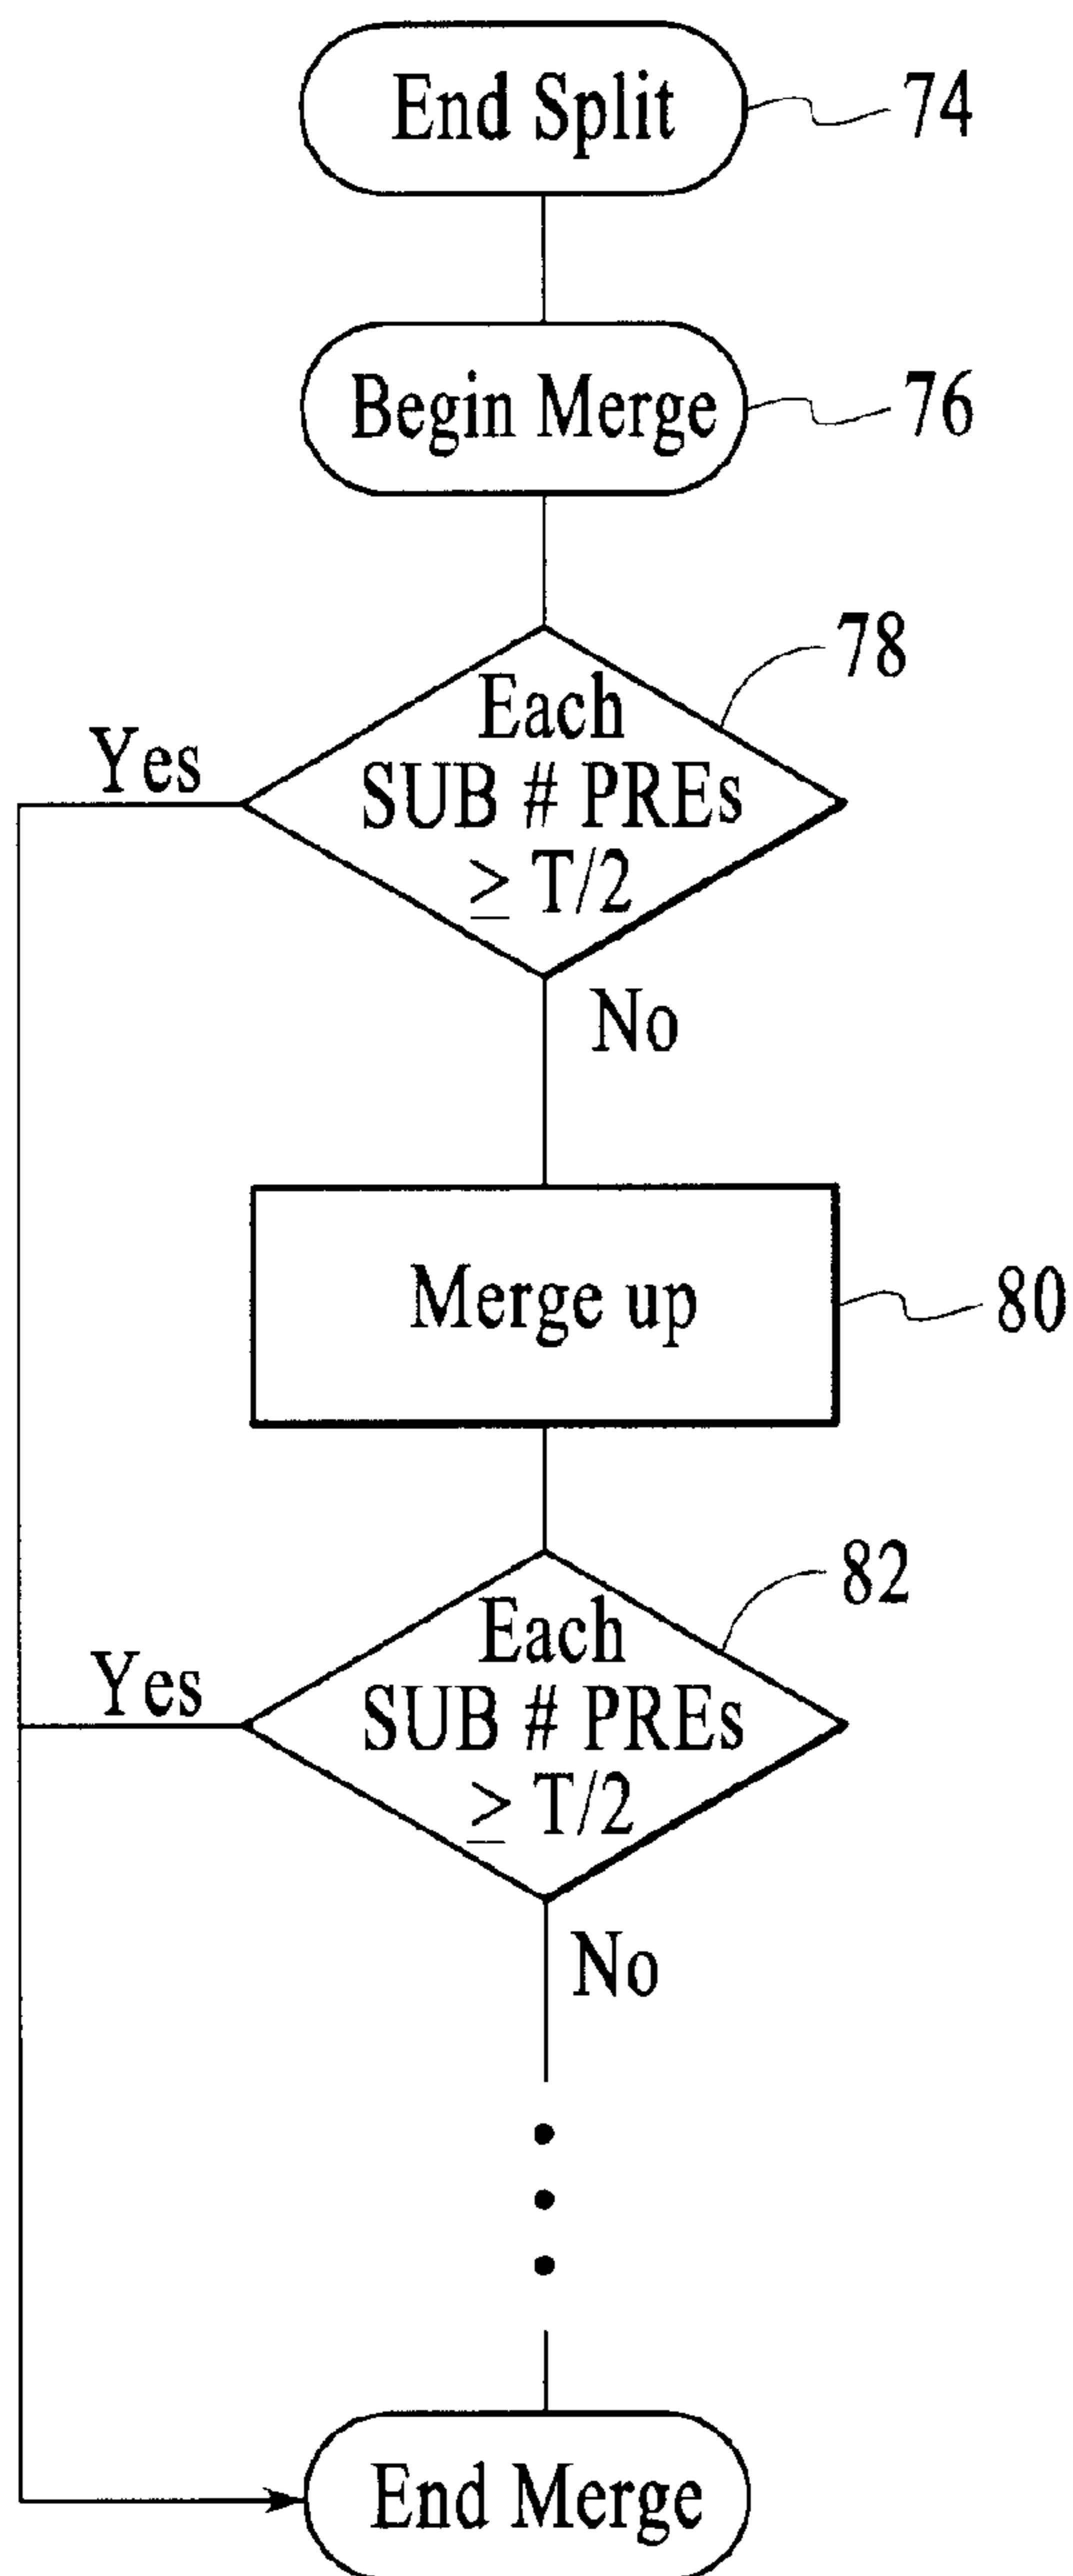 End Split
74
Begin Merge
76
78
Each
SUB # PREs
≥ T/2
Yes
No
Merge up
80
82
Each
SUB # PREs
≥ T/2
Yes
No
End Merge